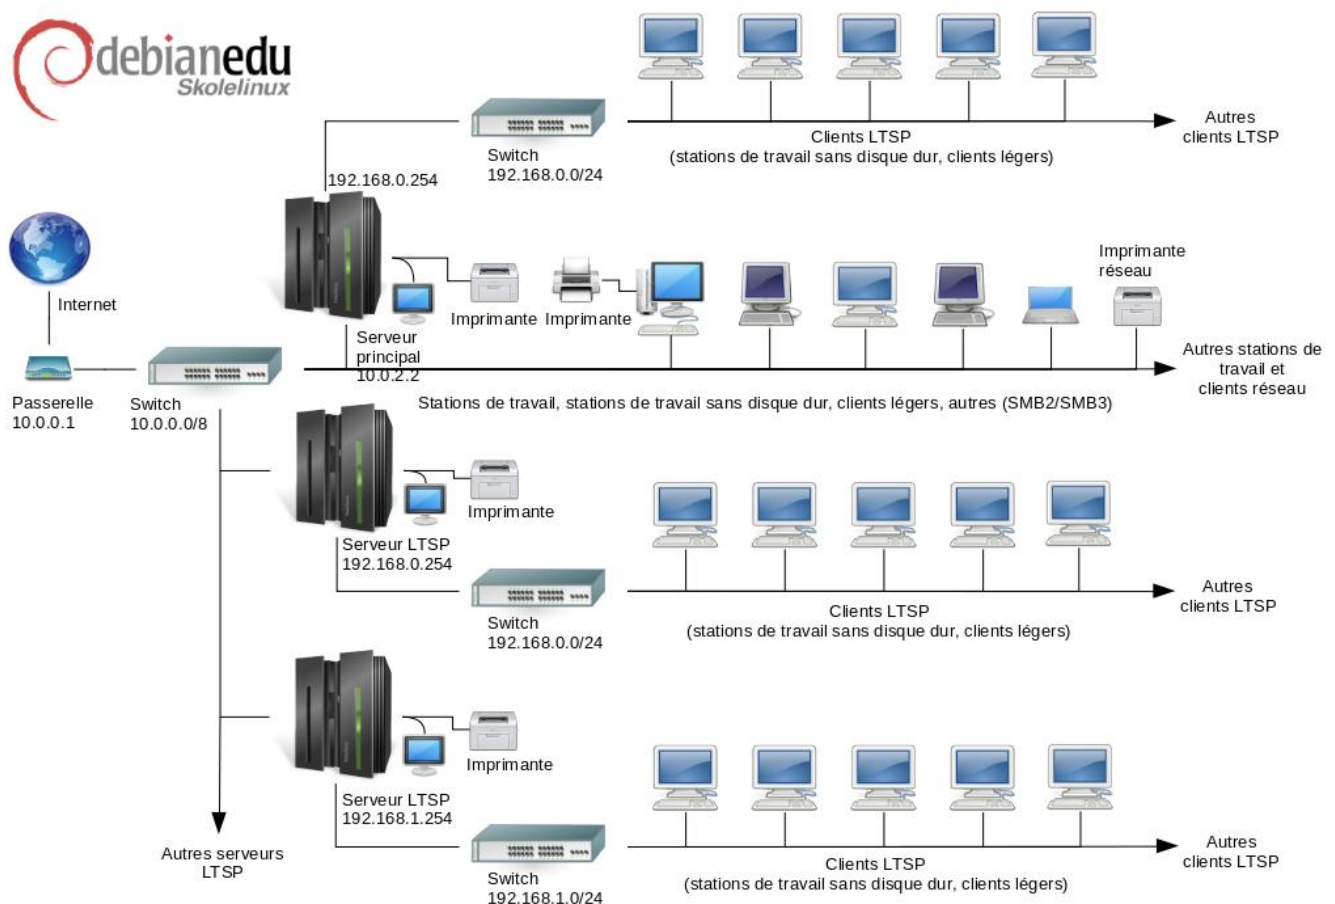 debianedu
Skolelinux
Autres
clients LTSP
Clients LTSP
(stations de travail sans disque dur, clients légers)
Switch
192.168.0.0/24
192.168.0.254
Internet
Imprimante
Imprimante
Imprimante
réseau
Serveur
principal
10.0.2.2
Autres stations de
travail et
clients réseau
Passerelle
10.0.0.1
Switch
10.0.0.0/8
Stations de travail, stations de travail sans disque dur, clients légers, autres (SMB2/SMB3)
Imprimante
Serveur LTSP
192.168.0.254
Autres
clients LTSP
Clients LTSP
(stations de travail sans disque dur, clients légers)
Switch
192.168.0.0/24
Imprimante
Serveur LTSP
192.168.1.254
Autres serveurs
LTSP
Autres
clients LTSP
Clients LTSP
(stations de travail sans disque dur, clients légers)
Switch
192.168.1.0/24